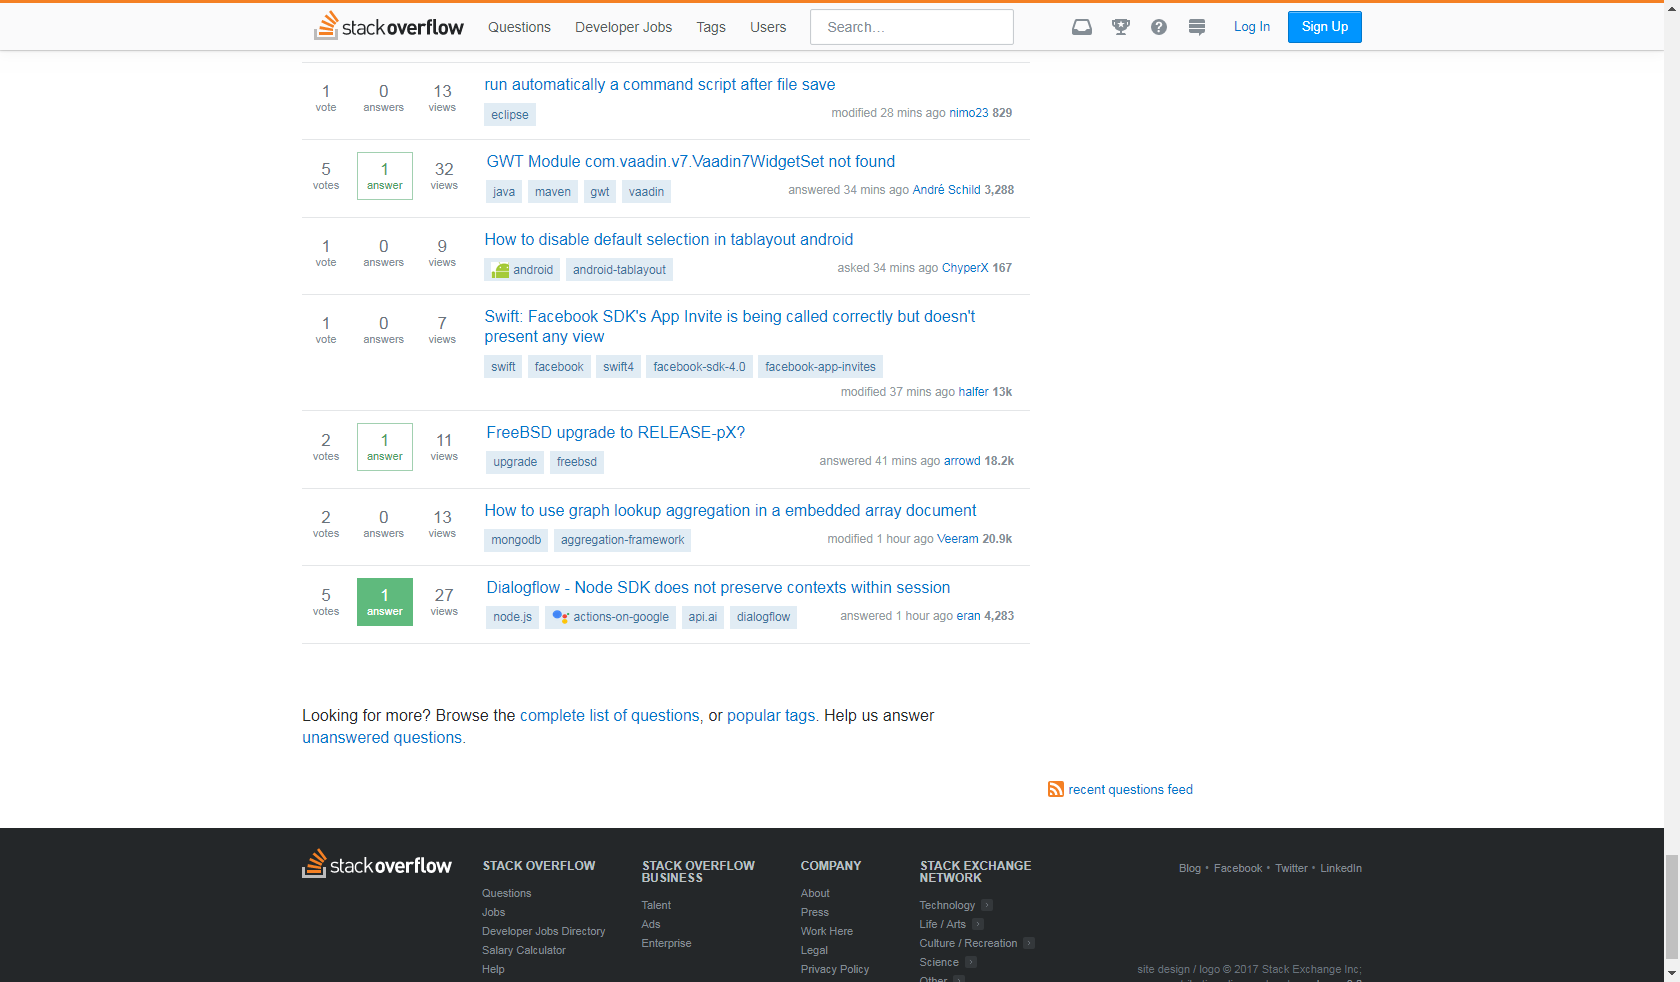 stackoverflow Questions Developer Jobs Tags Users Search... Log In Sign Up
1 0 13 run automatically a command script after file save
vote answers views eclipse modified 28 mins ago nimo23 829
5 1 32 GWT Module com.vaadin.v7.Vaadin7WidgetSet not found
votes answer views java maven gwt vaadin answered 34 mins ago André Schild 3,288
1 0 9 How to disable default selection in tablayout android
vote answers views android android-tablayout asked 34 mins ago ChyperX 167
1 0 7 Swift: Facebook SDK's App Invite is being called correctly but doesn't
vote answers views present any view
swift facebook swift4 facebook-sdk-4.0 facebook-app-invites
modified 37 mins ago halfer 13k
2 1 11 FreeBSD upgrade to RELEASE-pX?
votes answer views upgrade freebsd answered 41 mins ago arrowd 18.2k
2 0 13 How to use graph lookup aggregation in a embedded array document
votes answers views mongodb aggregation-framework modified 1 hour ago Veeram 20.9k
5 1 27 Dialogflow - Node SDK does not preserve contexts within session
votes answer views node.js actions-on-google api.ai dialogflow answered 1 hour ago eran 4,283
Looking for more? Browse the complete list of questions, or popular tags. Help us answer
unanswered questions.
recent questions feed
stackoverflow
STACK OVERFLOW
Questions
Jobs
Developer Jobs Directory
Salary Calculator
Help
STACK OVERFLOW
BUSINESS
Talent
Ads
Enterprise
COMPANY
About
Press
Work Here
Legal
Privacy Policy
STACK EXCHANGE
NETWORK
Technology
Life / Arts
Culture / Recreation
Science
Other
Blog • Facebook • Twitter • LinkedIn
site design / logo © 2017 Stack Exchange Inc;